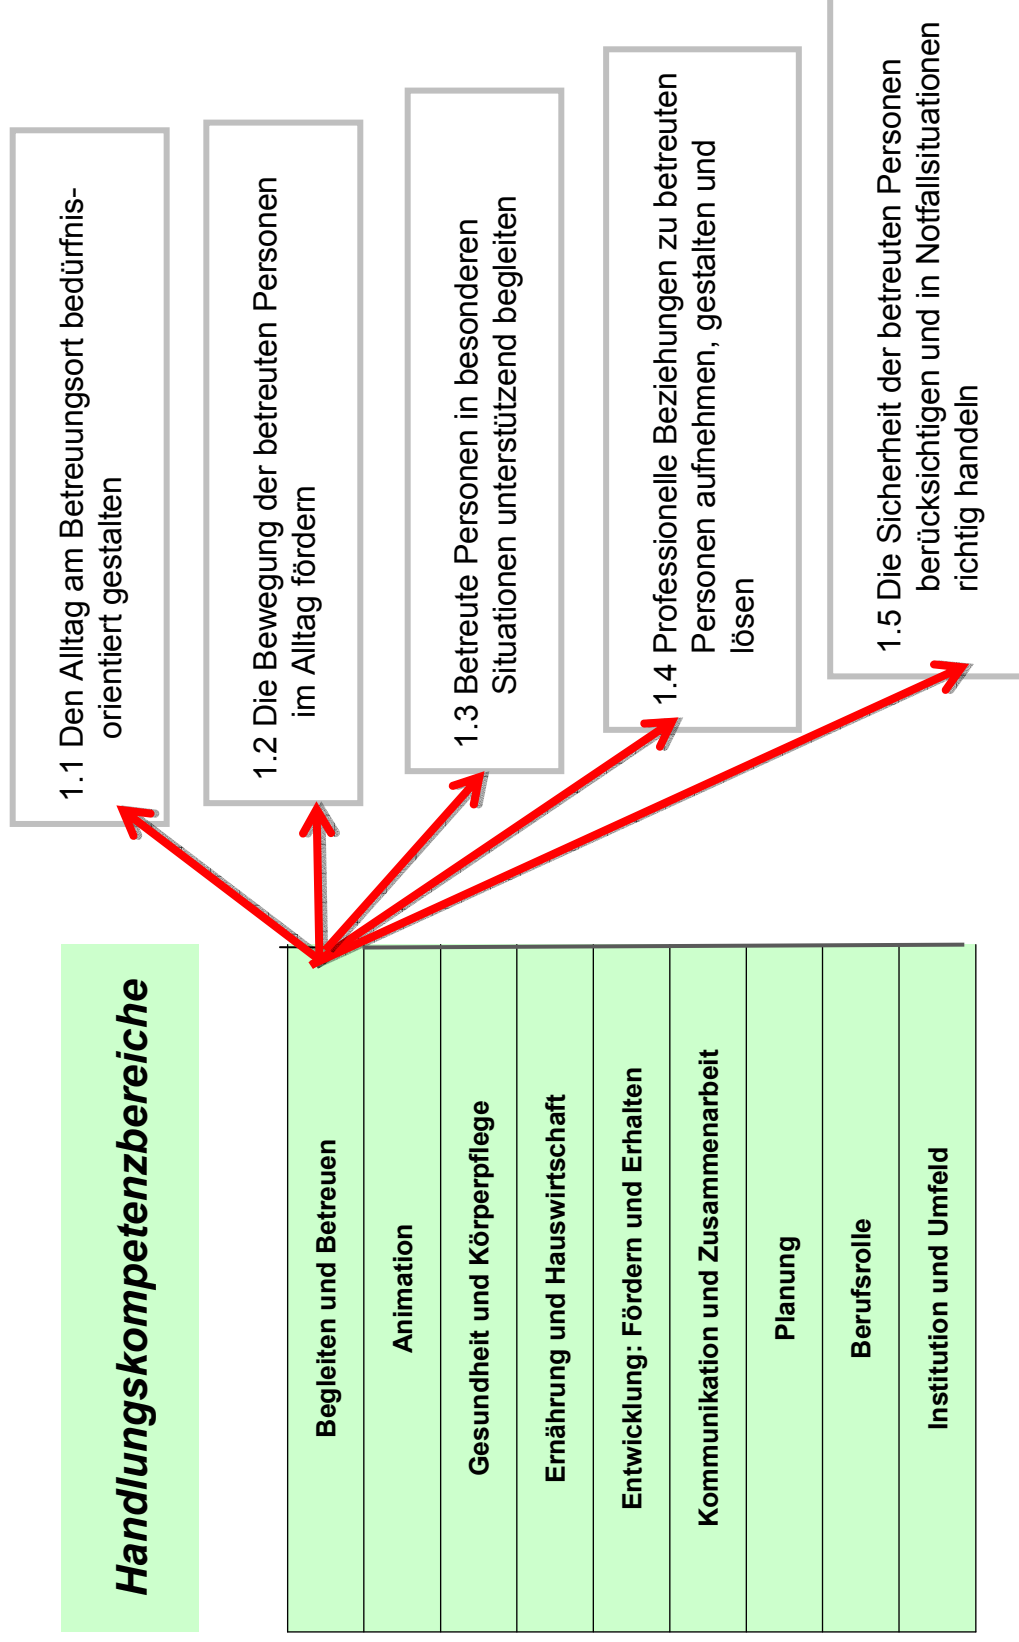 Handlungskompetenzbereiche
Begleiten und Betreuen
Animation
Gesundheit und Körperpflege
Ernährung und Hauswirtschaft
Entwicklung: Fördern und Erhalten
Kommunikation und Zusammenarbeit
Planung
Berufsrolle
Institution und Umfeld
1.1 Den Alltag am Betreuungsort bedürfnis-
orientiert gestalten
1.2 Die Bewegung der betreuten Personen
im Alltag fördern
1.3 Betreute Personen in besonderen
Situationen unterstützend begleiten
1.4 Professionelle Beziehungen zu betreuten
Personen aufnehmen, gestalten und
lösen
1.5 Die Sicherheit der betreuten Personen
berücksichtigen und in Notfallsituationen
richtig handeln